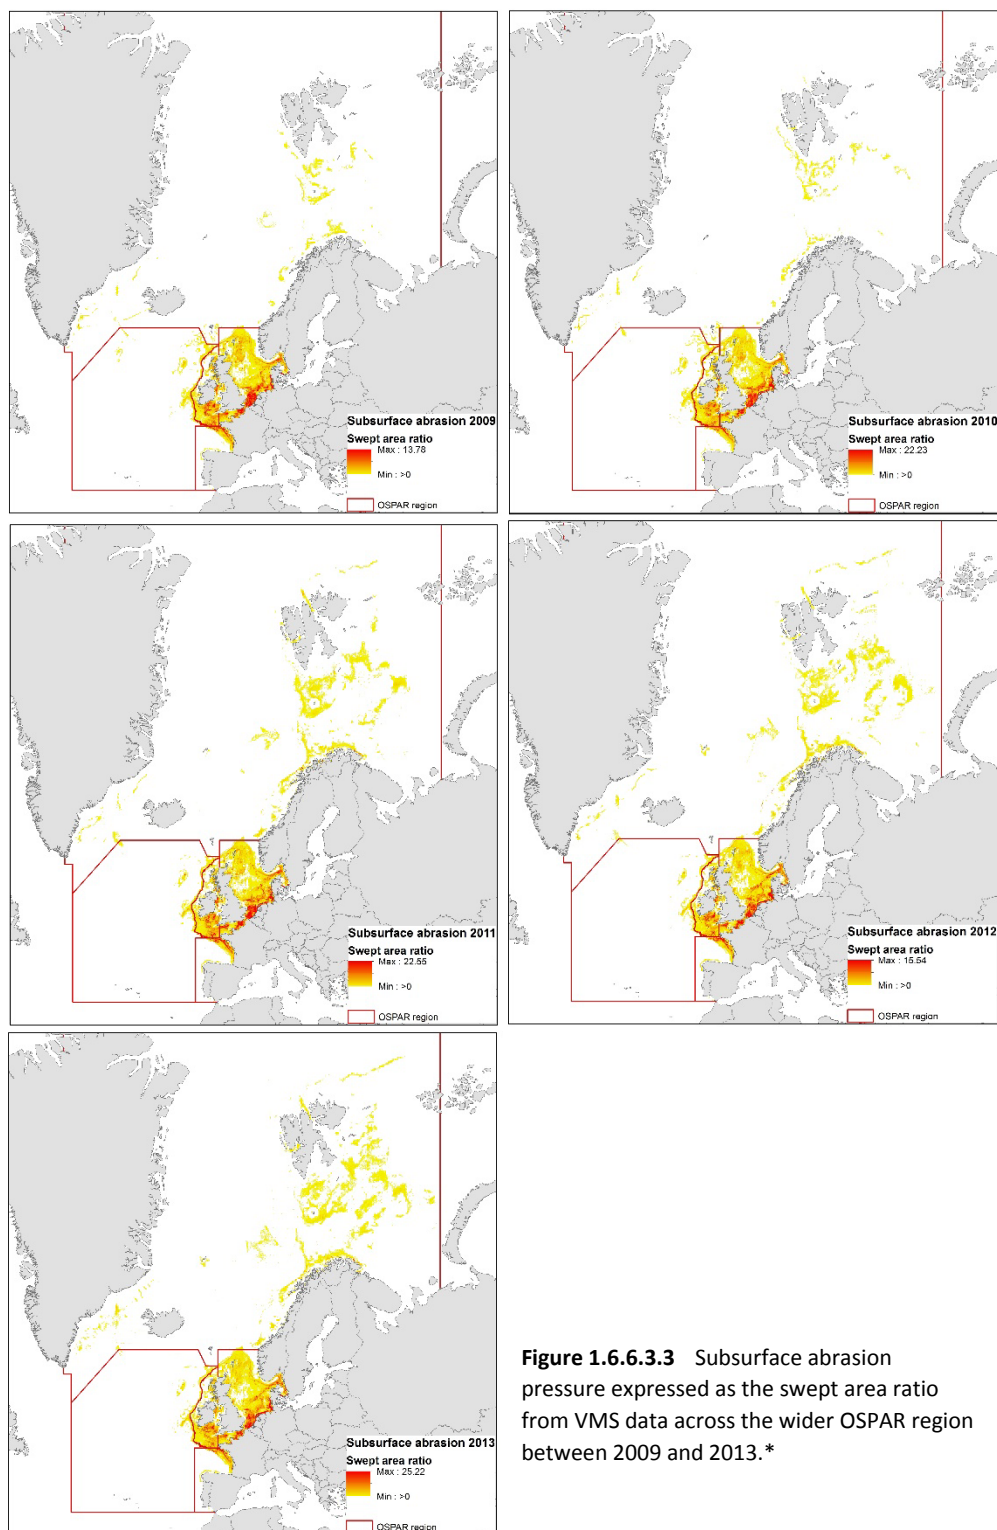 Subsurface abrasion 2009
Swept area ratio
Max : 13.78
Min : >0
OSPAR region
Subsurface abrasion 2010
Swept area ratio
Max : 22.23
Min : >0
OSPAR region
Subsurface abrasion 2011
Swept area ratio
Max : 22.55
Min : >0
OSPAR region
Subsurface abrasion 2012
Swept area ratio
Max : 15.54
Min : >0
OSPAR region
Subsurface abrasion 2013
Swept area ratio
Max : 25.22
Min : >0
OSPAR region
Figure 1.6.6.3.3 Subsurface abrasion
pressure expressed as the swept area ratio
from VMS data across the wider OSPAR region
between 2009 and 2013.*